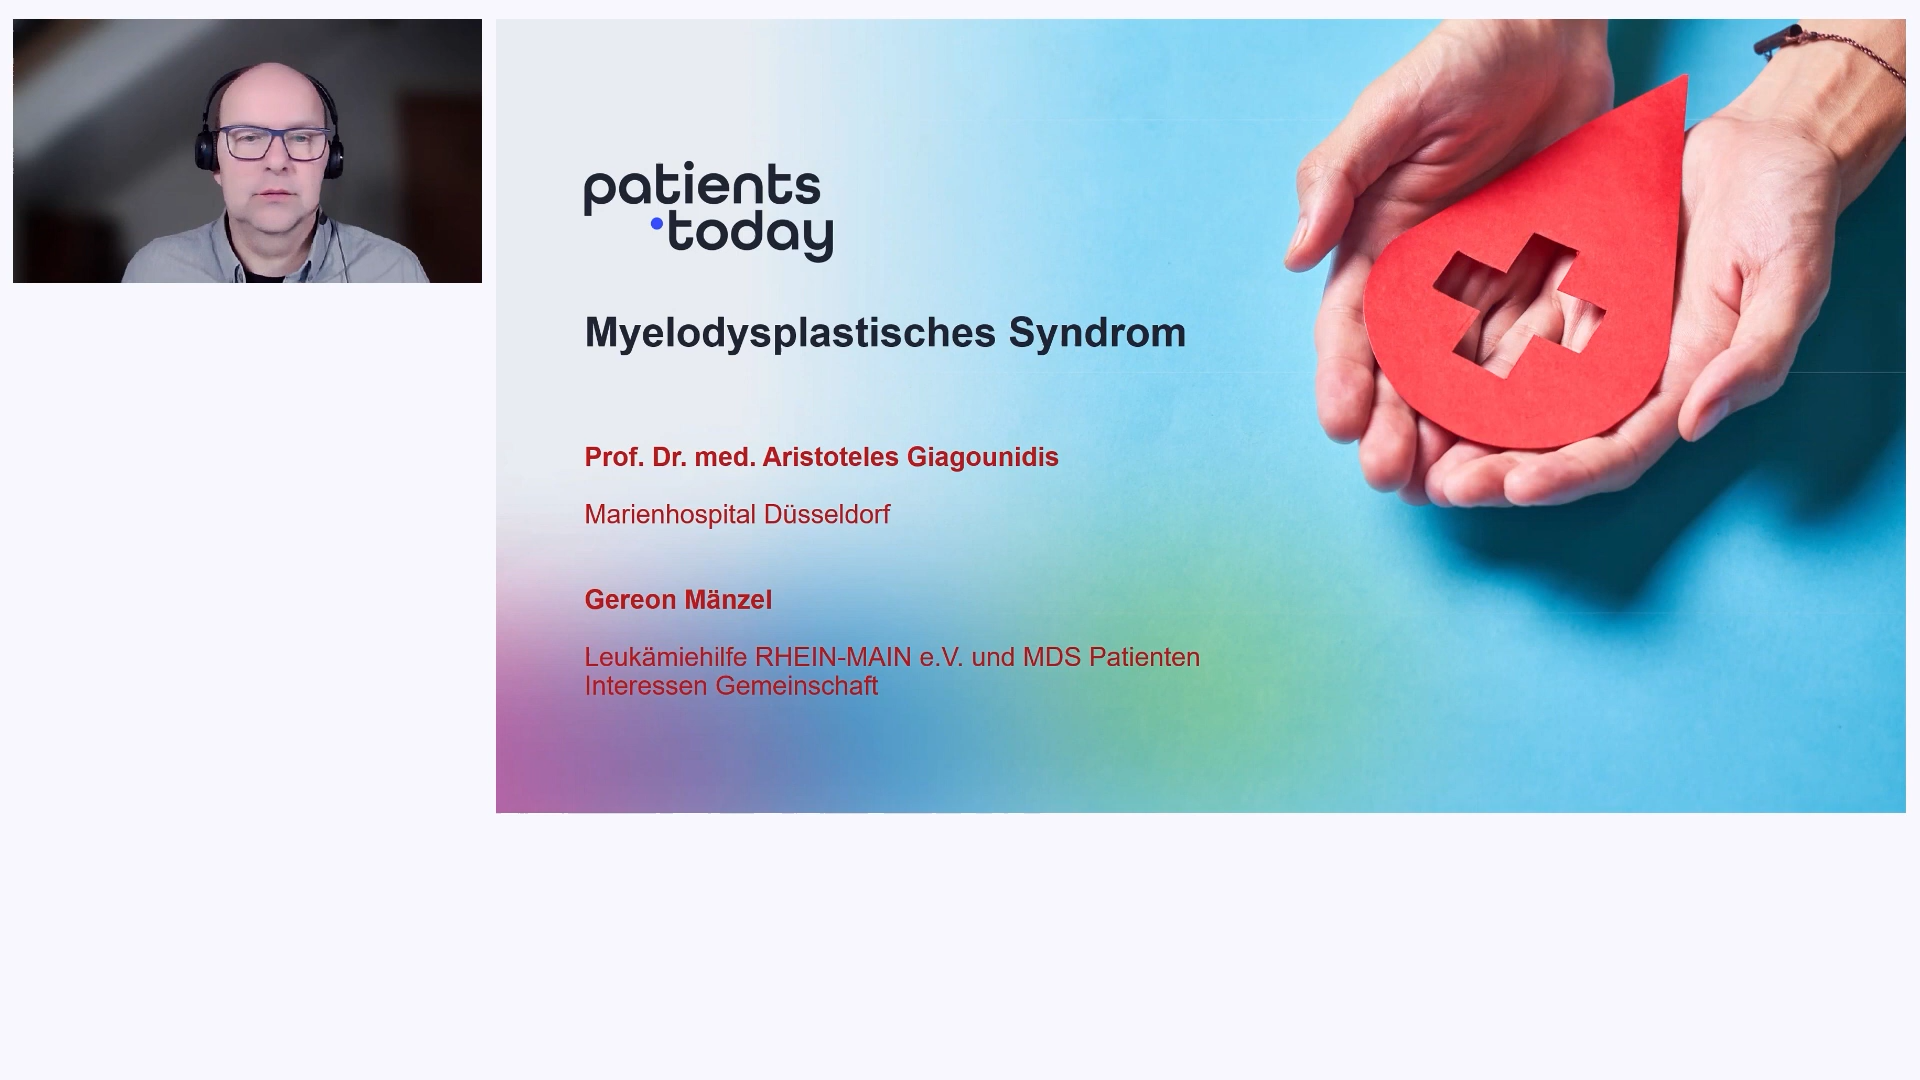 patients
today
Myelodysplastisches Syndrom
Prof. Dr. med. Aristoteles Giagounidis
Marienhospital Düsseldorf
Gereon Mänzel
Leukämiehilfe RHEIN-MAIN e.V. und MDS Patienten
Interessen Gemeinschaft